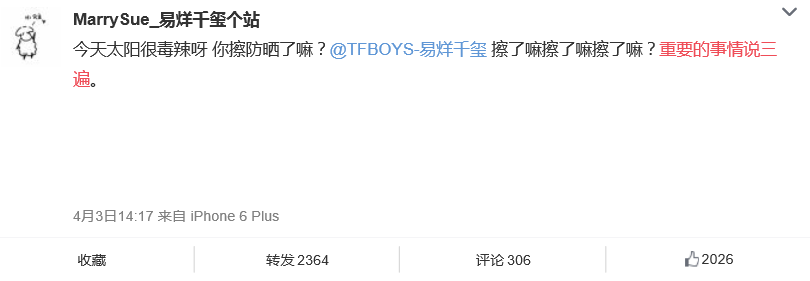 MarrySue_易烊千玺个站
今天太阳很毒辣呀 你擦防晒了嘛？@TFBOYS-易烊千玺 擦了嘛擦了嘛擦了嘛？重要的事情说三
遍。
4月3日14:17 来自 iPhone 6 Plus
收藏 转发 2364 评论 306 2026